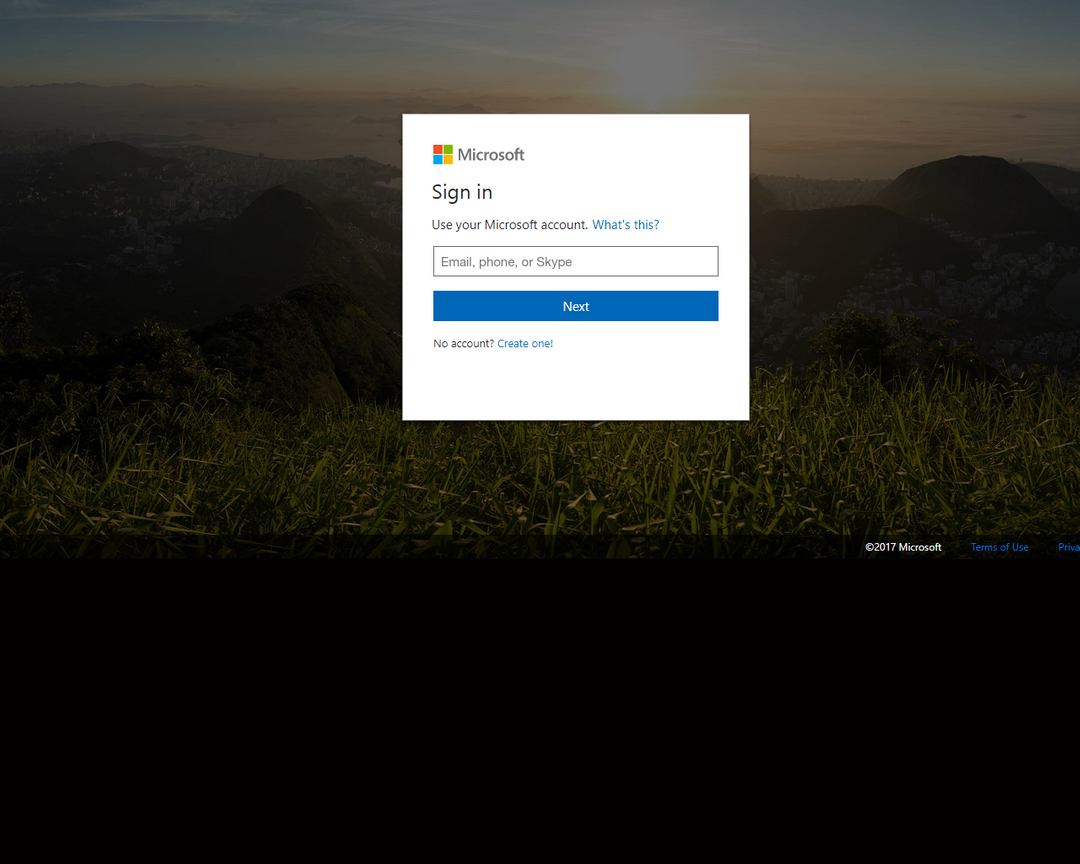 Microsoft
Sign in
Use your Microsoft account. What's this?
Email, phone, or Skype
Next
No account? Create one!
©2017 Microsoft Terms of Use Priva